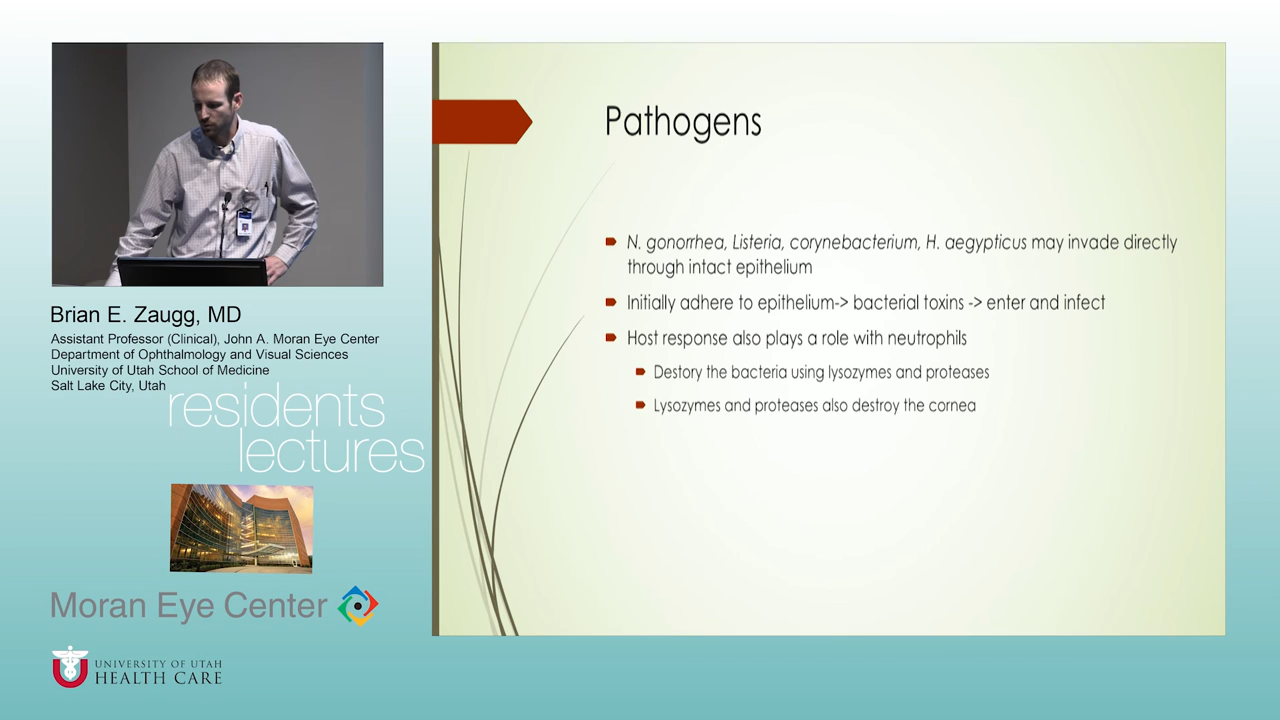 Brian E. Zaugg, MD
Assistant Professor (Clinical), John A. Moran Eye Center
Department of Ophthalmology and Visual Sciences
University of Utah School of Medicine
Salt Lake City, Utah
residents
lectures
Moran Eye Center
UNIVERSITY OF UTAH
HEALTH CARE
Pathogens
N. gonorrhea, Listeria, corynebacterium, H. aegypticus may invade directly
through intact epithelium
Initially adhere to epithelium-> bacterial toxins -> enter and infect
Host response also plays a role with neutrophils
Destory the bacteria using lysozymes and proteases
Lysozymes and proteases also destroy the cornea